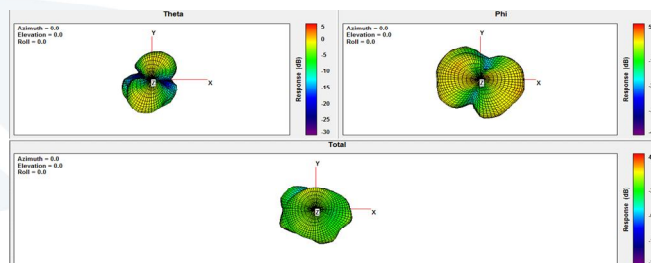 Theta
Azimuth = 0.0
Elevation = 0.0
Roll = 0.0
Y
X
Z
5
0
-5
-10
-15
-20
-25
-30
Response (dB)
Phi
Azimuth = 0.0
Elevation = 0.0
Roll = 0.0
Y
X
Z
Response (dB)
5
Total
Azimuth = 0.0
Elevation = 0.0
Roll = 0.0
Y
X
Z
Response (dB)
4